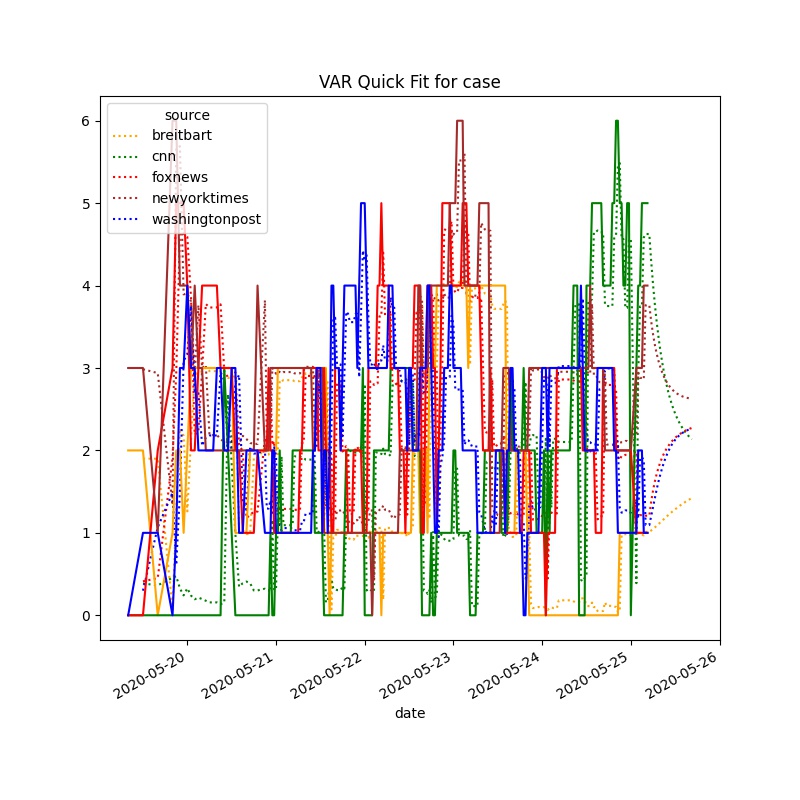 VAR Quick Fit for case
6
5
4
3
2
1
0
source
breitbart
cnn
foxnews
newyorktimes
washingtonpost
2020-05-20
2020-05-21
2020-05-22
2020-05-23
2020-05-24
2020-05-25
2020-05-26
date